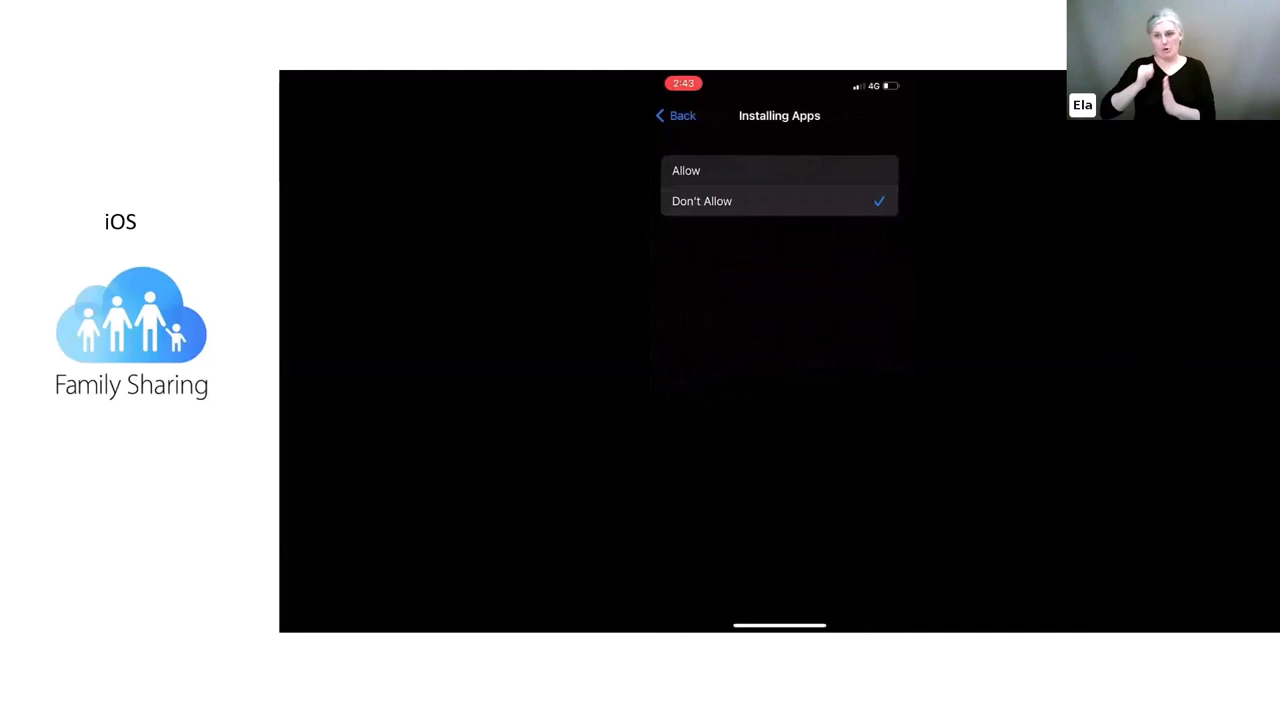 Ela
2:43
4G
Back
Installing Apps
Allow
Don't Allow
iOS
Family Sharing